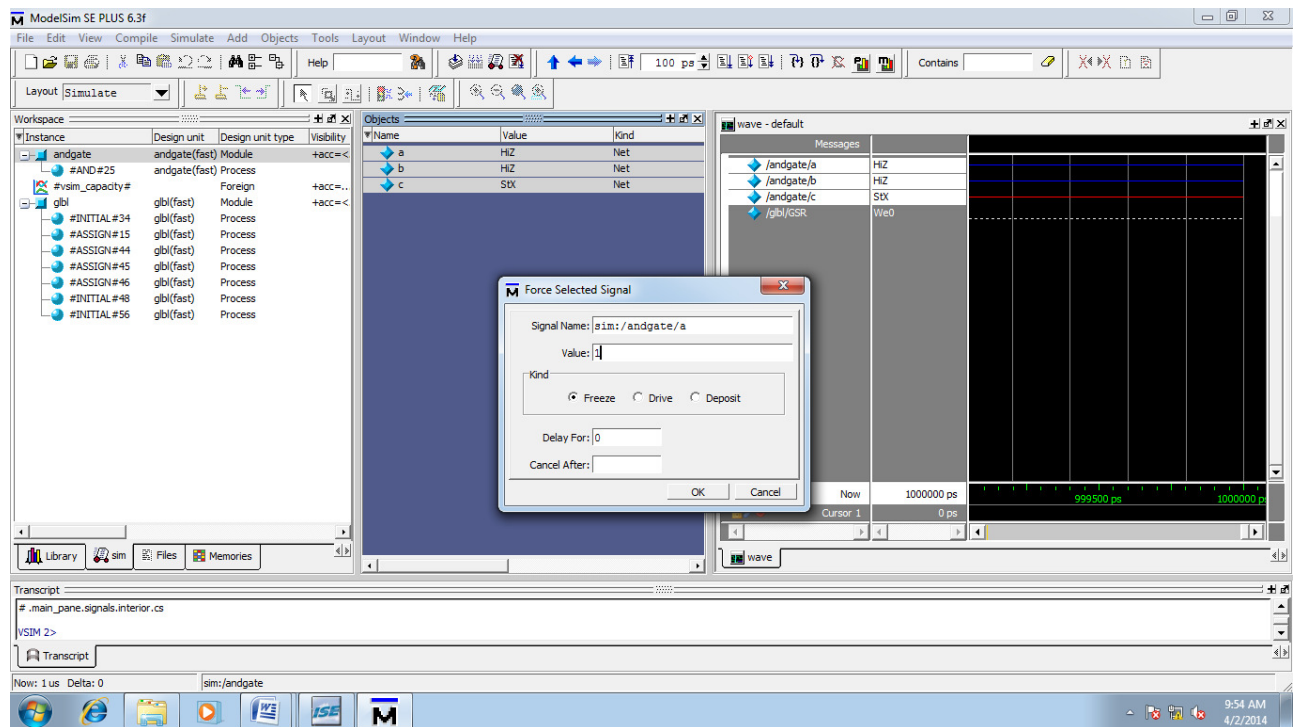 ModelSim SE PLUS 6.3f
File Edit View Compile Simulate Add Objects Tools Layout Window Help
Help 100 ps Contains
Layout Simulate
Workspace
Instance Design unit Design unit type Visibility
andgate andgate(fast) Module +acc=<
#AND#25 andgate(fast) Process
#vsim_capacity# Foreign +acc=..
glbl glbl(fast) Module +acc=<
#INITIAL#34 glbl(fast) Process
#ASSIGN#15 glbl(fast) Process
#ASSIGN#44 glbl(fast) Process
#ASSIGN#45 glbl(fast) Process
#ASSIGN#46 glbl(fast) Process
#INITIAL#48 glbl(fast) Process
#INITIAL#56 glbl(fast) Process
Library sim Files Memories
Objects
Name Value Kind
a HiZ Net
b HiZ Net
c StX Net
wave - default
Messages
/andgate/a HiZ
/andgate/b HiZ
/andgate/c StX
/glbl/GSR We0
Now 1000000 ps 999500 ps 1000000 p
Cursor 1 0 ps
wave
Force Selected Signal
Signal Name: sim:/andgate/a
Value: 1
Kind
Freeze Drive Deposit
Delay For: 0
Cancel After:
OK Cancel
Transcript
# .main_pane.signals.interior.cs
VSIM 2>
Transcript
Now: 1 us Delta: 0 sim:/andgate
ISE
M
9:54 AM
4/2/2014